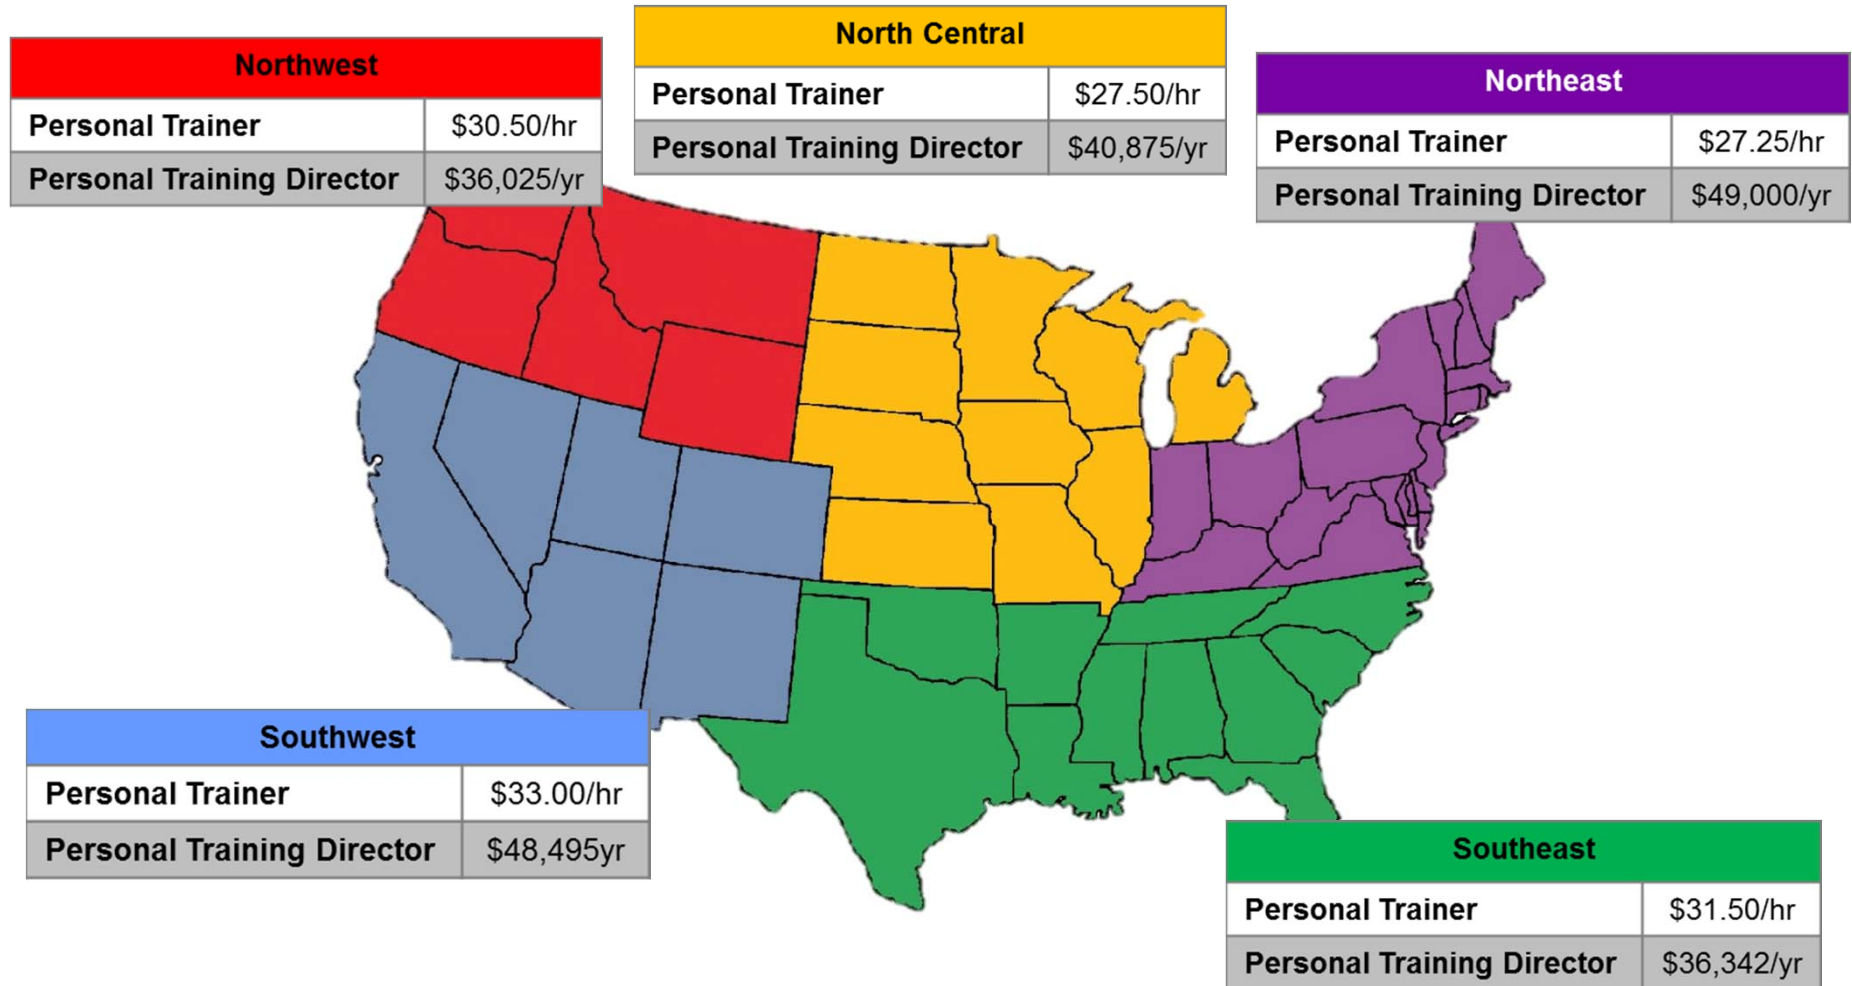 Northwest
Personal Trainer $30.50/hr
Personal Training Director $36,025/yr
North Central
Personal Trainer $27.50/hr
Personal Training Director $40,875/yr
Northeast
Personal Trainer $27.25/hr
Personal Training Director $49,000/yr
Southwest
Personal Trainer $33.00/hr
Personal Training Director $48,495yr
Southeast
Personal Trainer $31.50/hr
Personal Training Director $36,342/yr